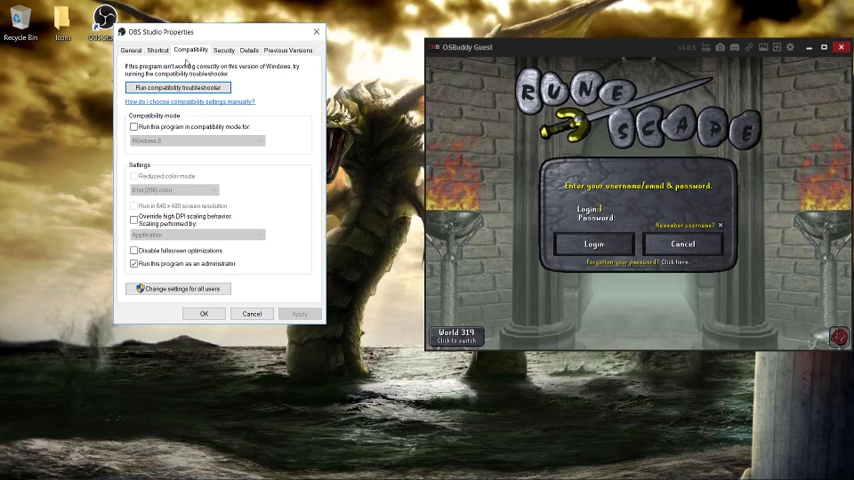 Recycle Bin
Icons
OBS Studio Properties
General
Shortcut
Compatibility
Security
Details
Previous Versions
If this program isn't working correctly on this version of Windows, try
running the compatibility troubleshooter.
Run compatibility troubleshooter
How do I choose compatibility settings manually?
Compatibility mode
Run this program in compatibility mode for:
Windows 8
Settings
Reduced color mode
8-bit (256) color
Run in 640 x 480 screen resolution
Override high DPI scaling behavior.
Scaling performed by:
Application
Disable fullscreen optimizations
Run this program as an administrator
Change settings for all users
OK
Cancel
Apply
OSBuddy Guest
v3.0.5
RUNE
SCAPE
Enter your username/email & password.
Login:
Password:
Remember username?
Login
Cancel
Forgotten your password? Click here.
World 319
Click to switch